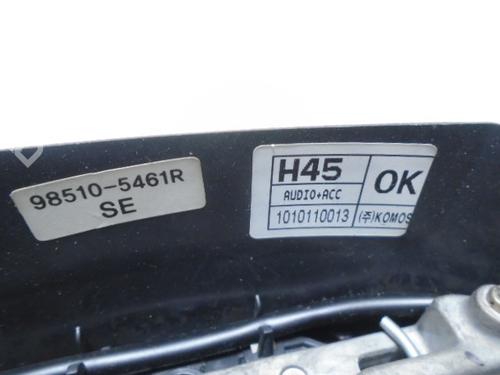 98510-5461R
SE
H45
AUDIO+ACC
1010110013
OK
(주)KOMOS